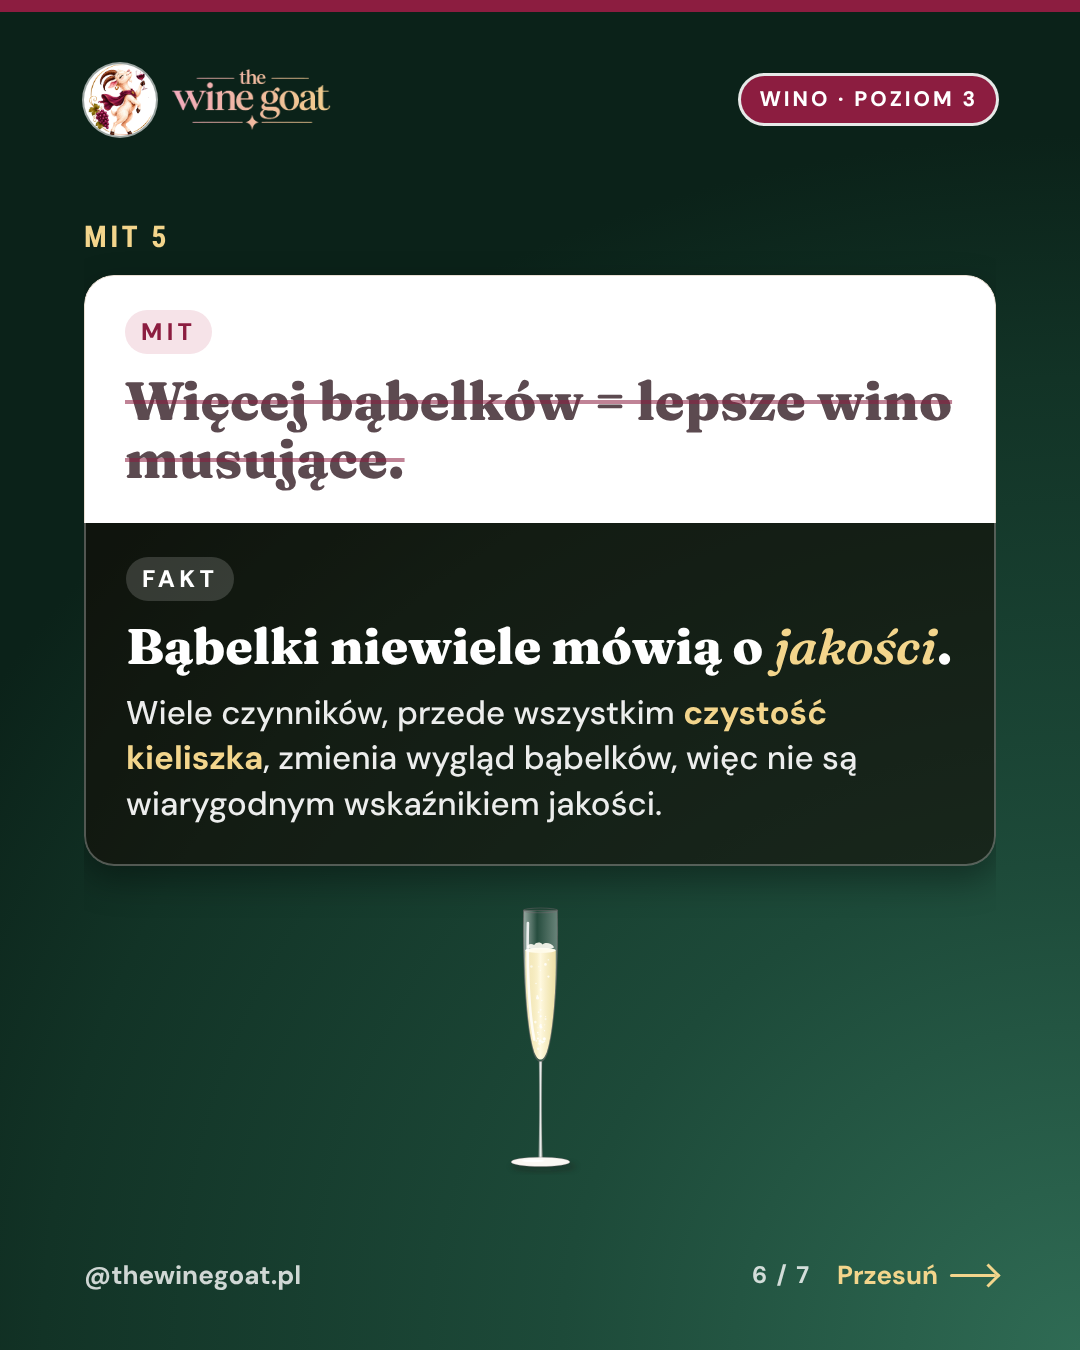 the
wine goat
WINO · POZIOM 3
MIT 5
MIT
Więcej bąbelków = lepsze wino
musujące.
FAKT
Bąbelki niewiele mówią o jakości.
Wiele czynników, przede wszystkim czystość
kieliszka, zmienia wygląd bąbelków, więc nie są
wiarygodnym wskaźnikiem jakości.
@thewinegoat.pl
6 / 7 Przesuń